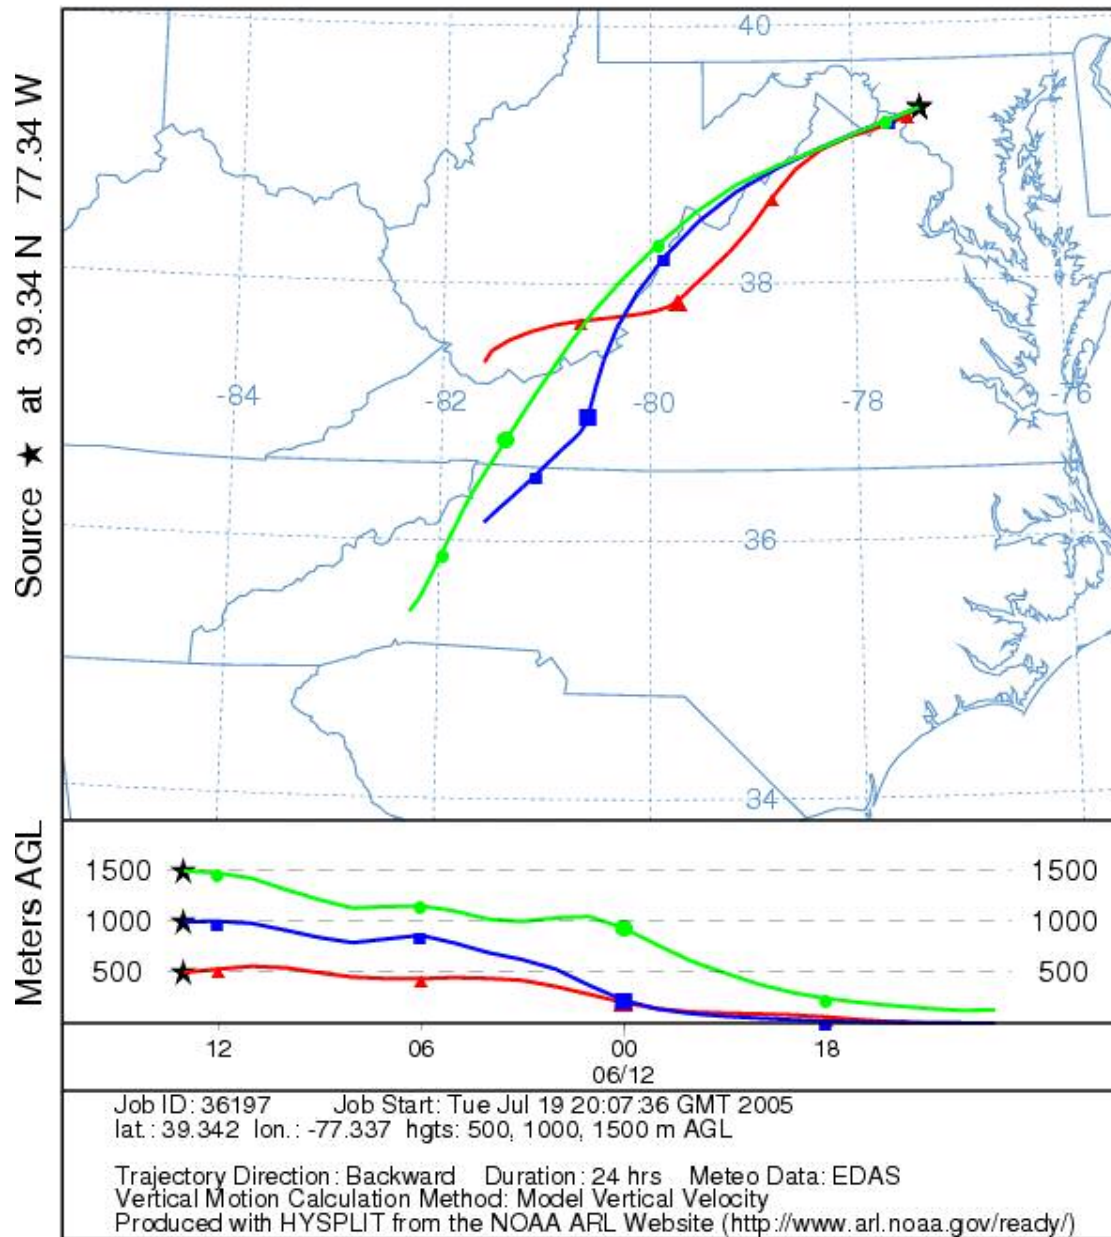 Source ★ at 39.34 N 77.34 W
40
38
-84
-82
-80
-78
-76
36
34
Meters AGL
1500 1500
1000 1000
500 500
12 06 00 18
06/12
Job ID: 36197 Job Start: Tue Jul 19 20:07:36 GMT 2005
lat.: 39.342 lon.: -77.337 hgts: 500, 1000, 1500 m AGL
Trajectory Direction: Backward Duration: 24 hrs Meteo Data: EDAS
Vertical Motion Calculation Method: Model Vertical Velocity
Produced with HYSPLIT from the NOAA ARL Website (http://www.arl.noaa.gov/ready/)